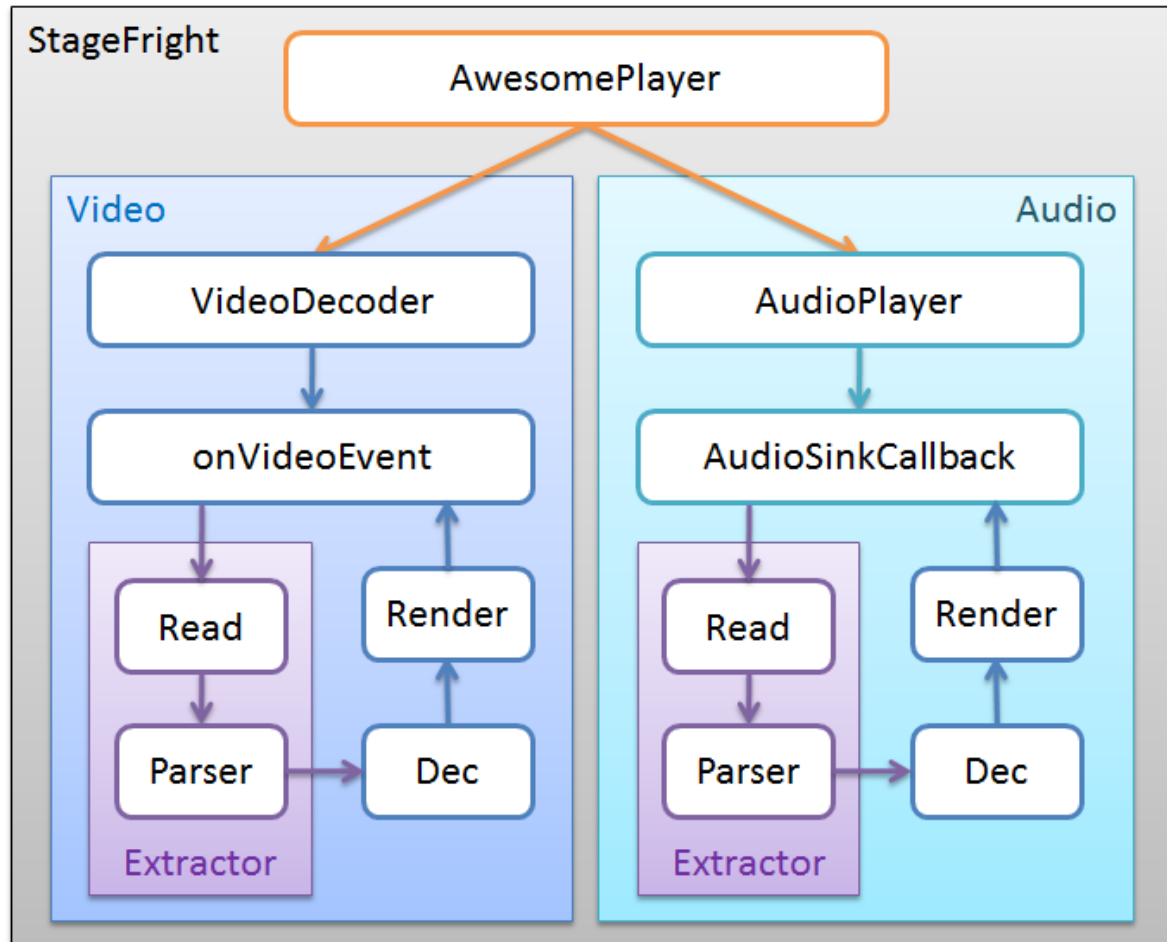 StageFright
AwesomePlayer
Video
VideoDecoder
onVideoEvent
Read
Render
Parser
Dec
Extractor
Audio
AudioPlayer
AudioSinkCallback
Read
Render
Parser
Dec
Extractor